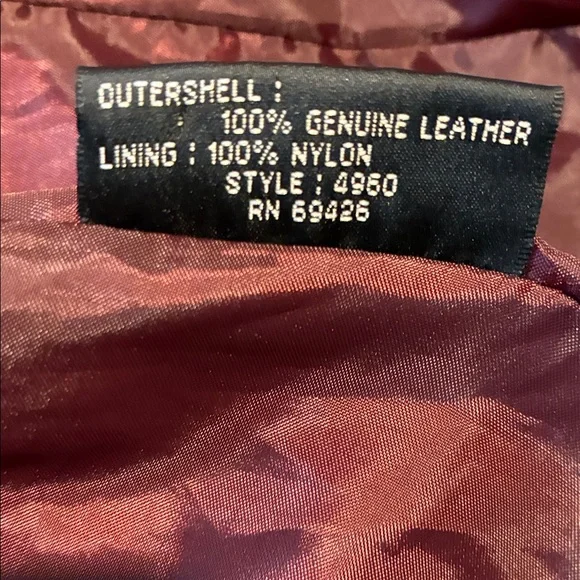 OUTERSHELL :
100% GENUINE LEATHER
LINING : 100% NYLON
STYLE : 4960
RN 69426